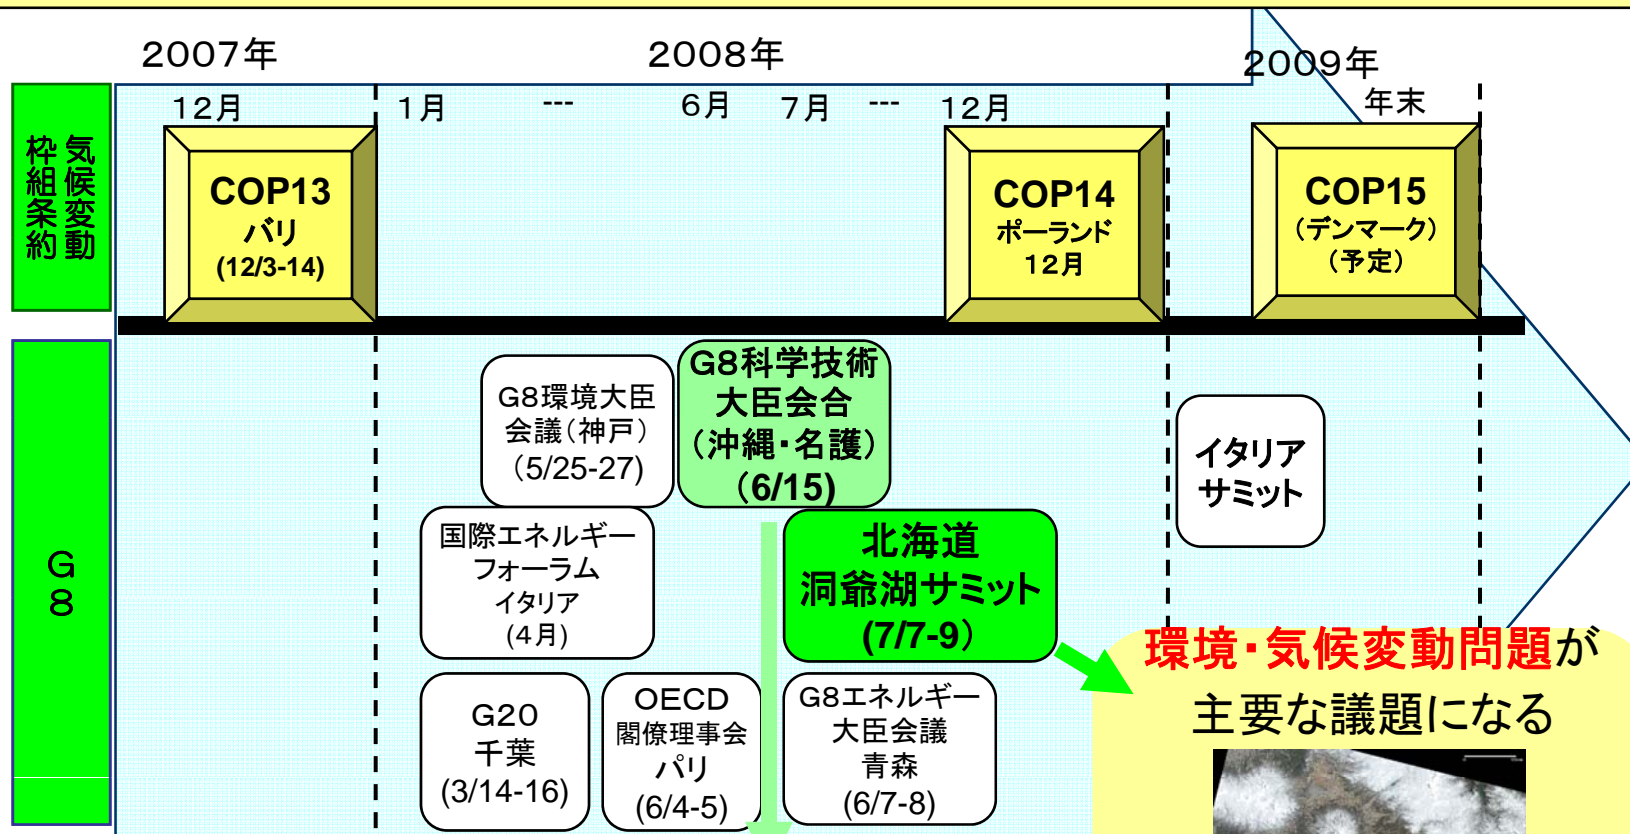 2007年
2008年
2009年
12月
1月
---
6月
7月
---
12月
年末
気候変動
枠組条約
COP13
バリ
(12/3-14)
COP14
ポーランド
12月
COP15
(デンマーク)
(予定)
G
8
G8環境大臣
会議(神戸)
(5/25-27)
G8科学技術
大臣会合
(沖縄・名護)
(6/15)
イタリア
サミット
国際エネルギー
フォーラム
イタリア
(4月)
北海道
洞爺湖サミット
(7/7-9)
環境・気候変動問題が
主要な議題になる
G20
千葉
(3/14-16)
OECD
閣僚理事会
パリ
(6/4-5)
G8エネルギー
大臣会議
青森
(6/7-8)